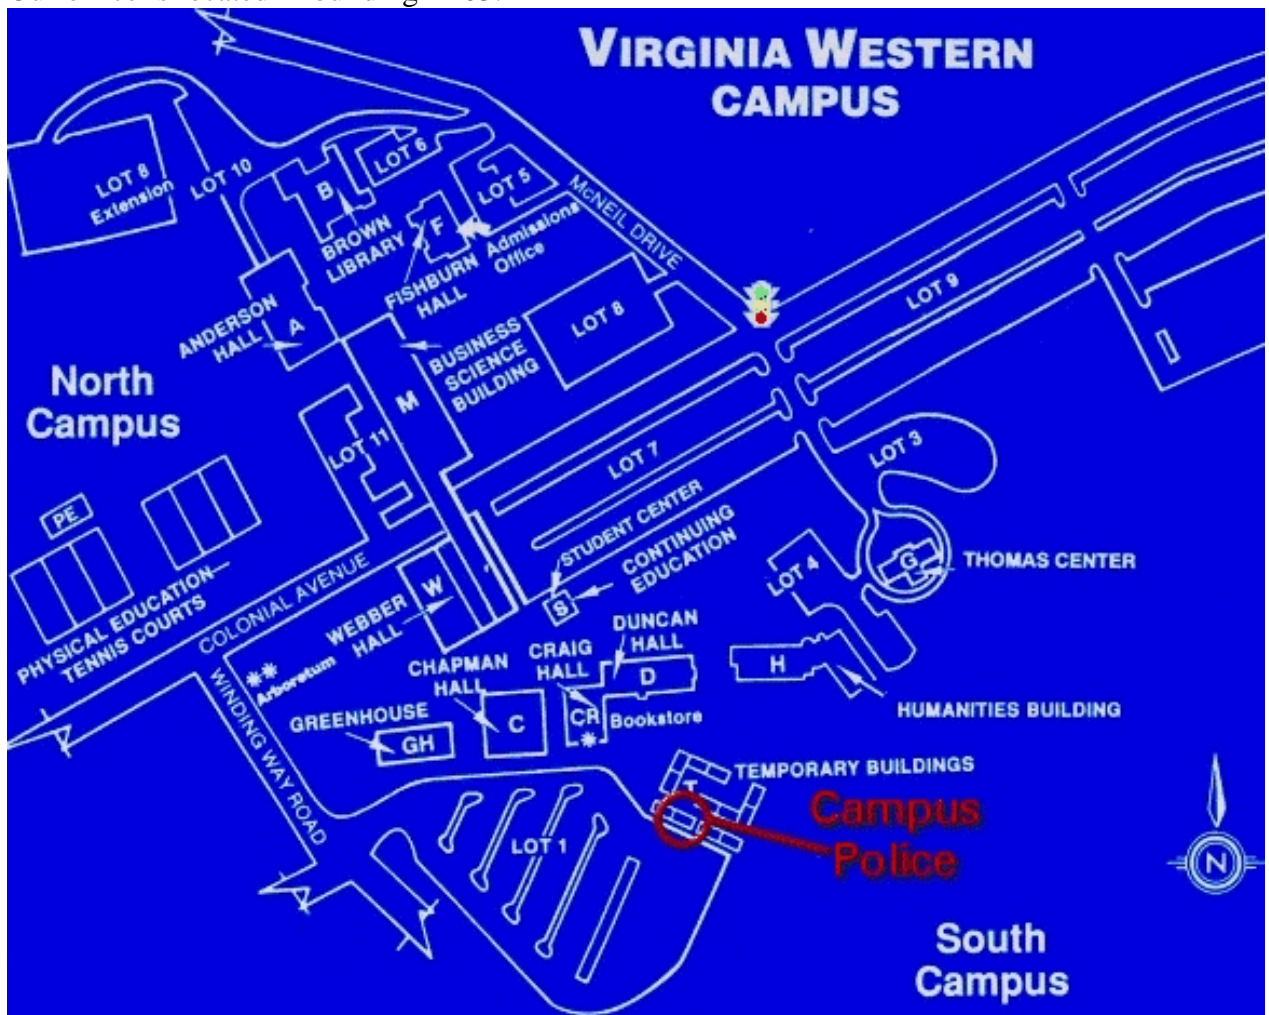 VIRGINIA WESTERN
CAMPUS
LOT 8
Extension
LOT 10
B
LOT 6
LOT 5
BROWN
LIBRARY
F
Admissions
Office
FISHBURN
HALL
McNEIL DRIVE
ANDERSON
HALL
A
BUSINESS
SCIENCE
BUILDING
LOT 8
LOT 9
North
Campus
M
LOT 11
LOT 7
LOT 3
PE
PHYSICAL EDUCATION
TENNIS COURTS
COLONIAL AVENUE
STUDENT CENTER
CONTINUING
EDUCATION
S
W
WEBBER
HALL
LOT 4
G
THOMAS CENTER
Arboretum
WINDING WAY ROAD
CHAPMAN
HALL
C
CRAIG
HALL
CR
DUNCAN
HALL
D
Bookstore
H
HUMANITIES BUILDING
GREENHOUSE
GH
TEMPORARY BUILDINGS
T
Campus
Police
LOT 1
N
South
Campus